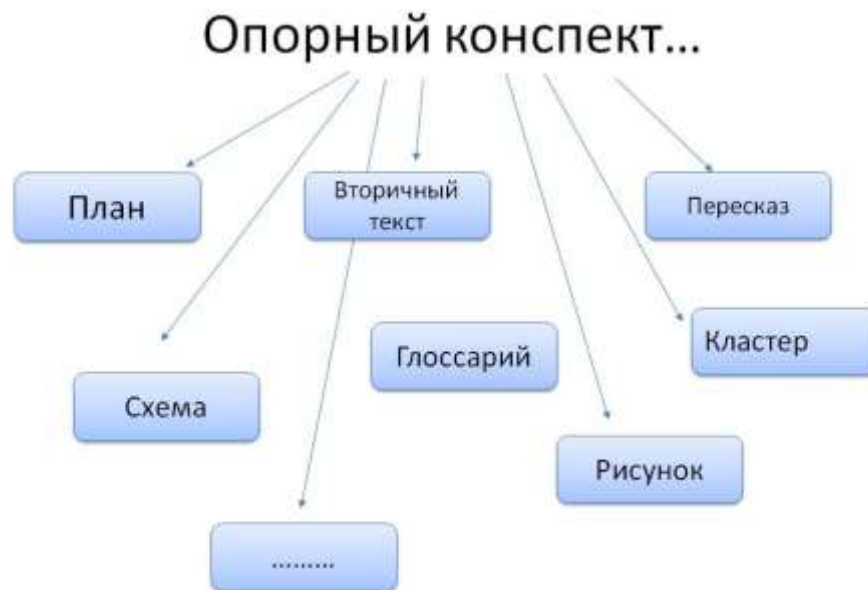 Опорный конспект...
План
Вторичный
текст
Пересказ
Глоссарий
Кластер
Схема
Рисунок
.........